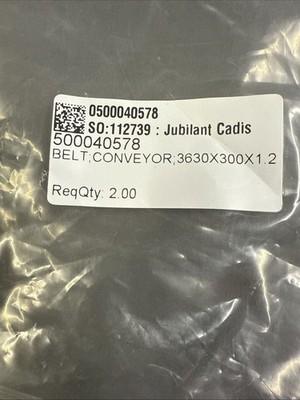 0500040578
SO:112739 : Jubilant Cadis
500040578
BELT;CONVEYOR;3630X300X1.2
ReqQty: 2.00